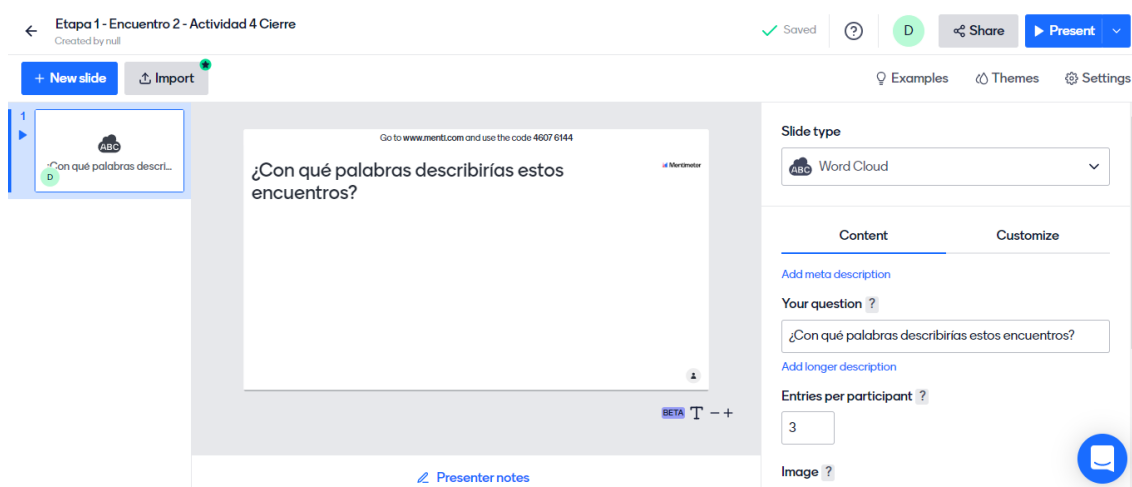 Etapa 1 - Encuentro 2 - Actividad 4 Cierre
Created by null
Saved
?
D
Share
Present
+ New slide
Import
Examples
Themes
Settings
1
ABC
¿Con qué palabras descri...
D
Go to www.menti.com and use the code 4607 6144
¿Con qué palabras describirías estos
encuentros?
Mentimeter
BETA T − +
Presenter notes
Slide type
ABC Word Cloud
Content
Customize
Add meta description
Your question ?
¿Con qué palabras describirías estos encuentros?
Add longer description
Entries per participant ?
3
Image ?